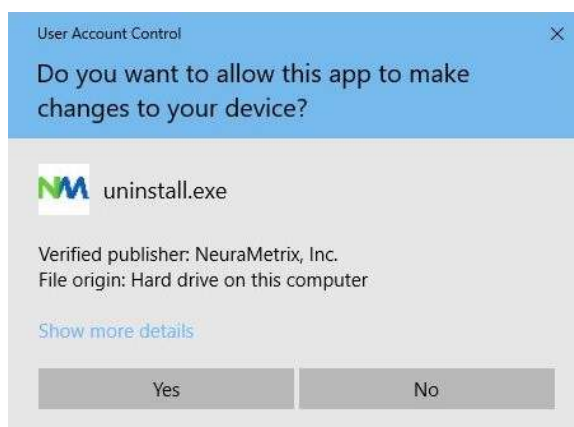 User Account Control
Do you want to allow this app to make
changes to your device?
NM uninstall.exe
Verified publisher: NeuraMetrix, Inc.
File origin: Hard drive on this computer
Show more details
Yes No